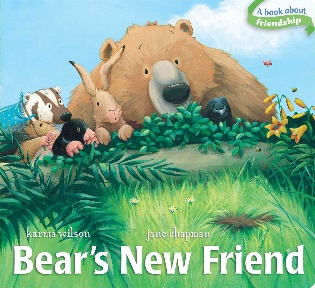 A book about
friendship
karma wilson jane chapman
Bear's New Friend